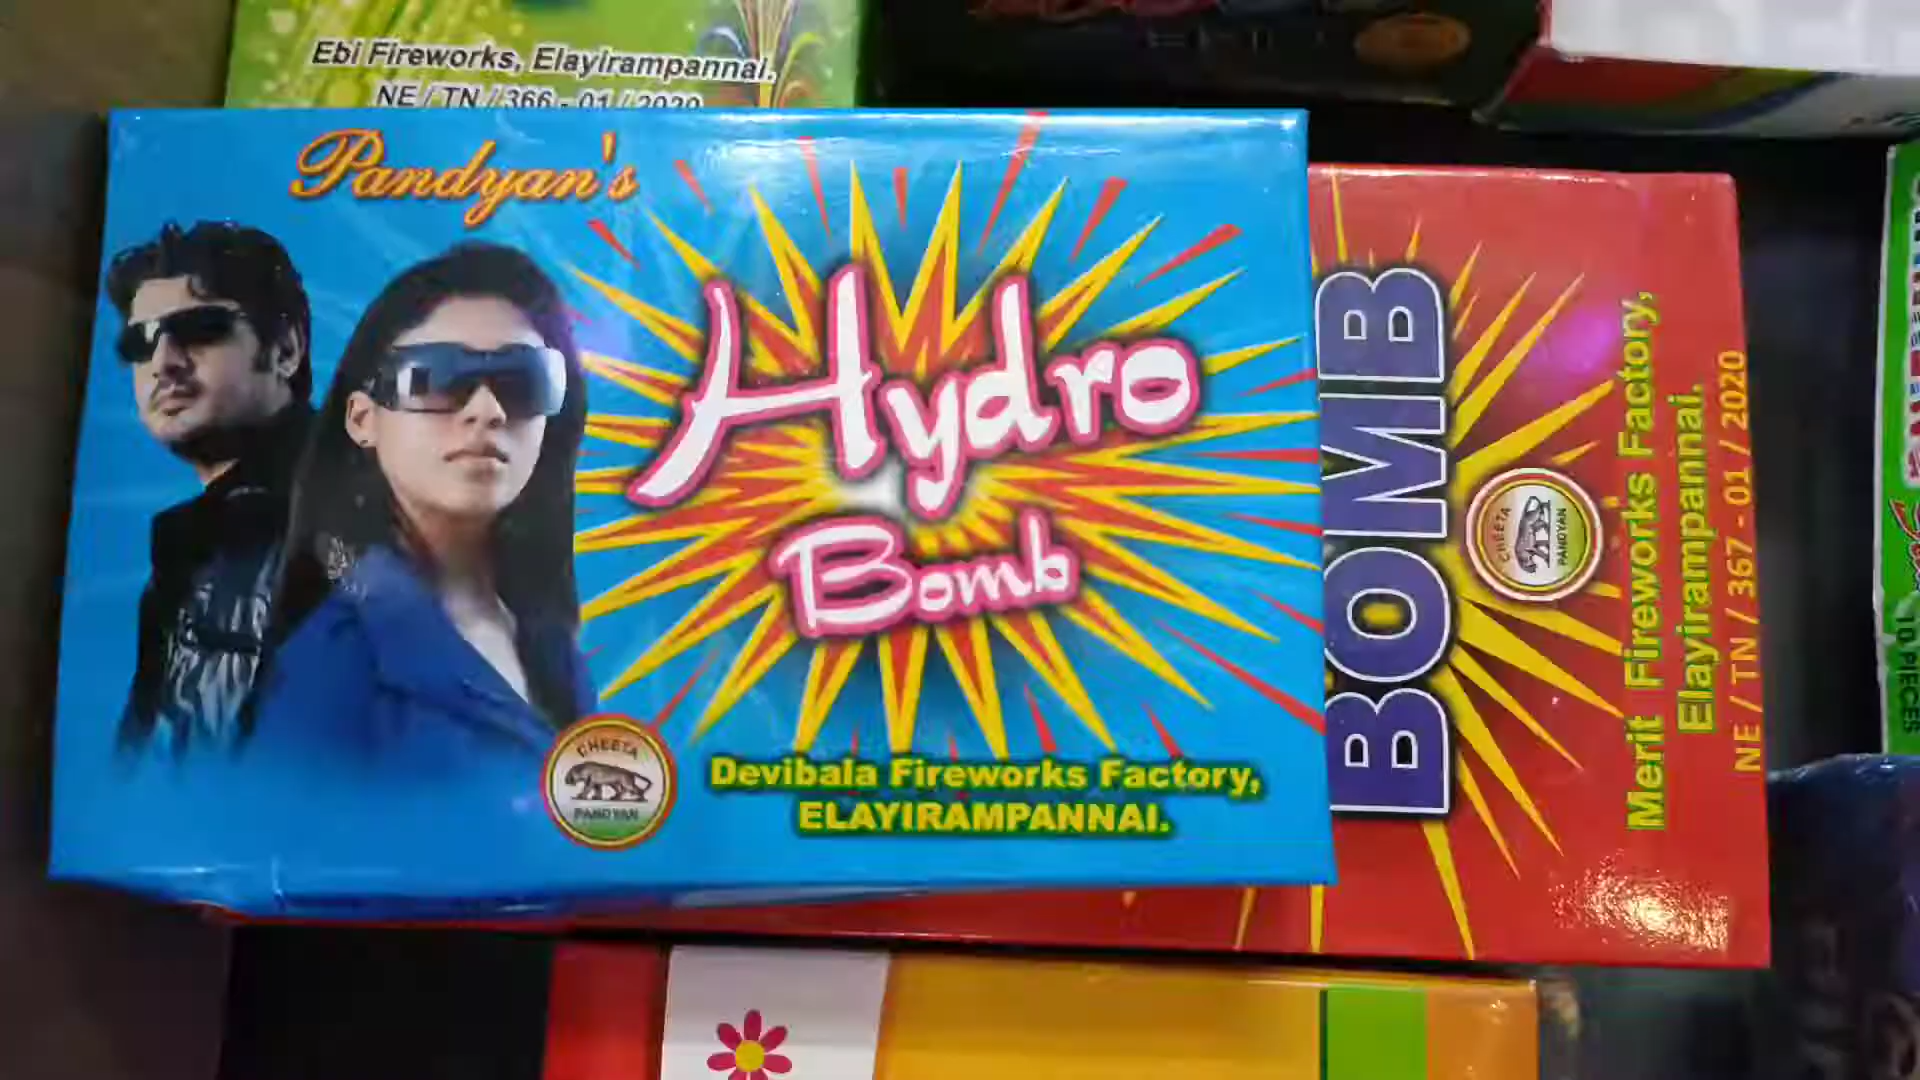 Ebi Fireworks, Elayirampannai.
NE / TN / 366 - 01 / 2020
Pandyan's
Hydro
Bomb
CHEETA
PANDYAN
Devibala Fireworks Factory,
ELAYIRAMPANNAI.
BOMB
CHEETA
PANDYAN
Merit Fireworks Factory,
Elayirampannai.
NE / TN / 367 - 01 / 2020
10 PIECES